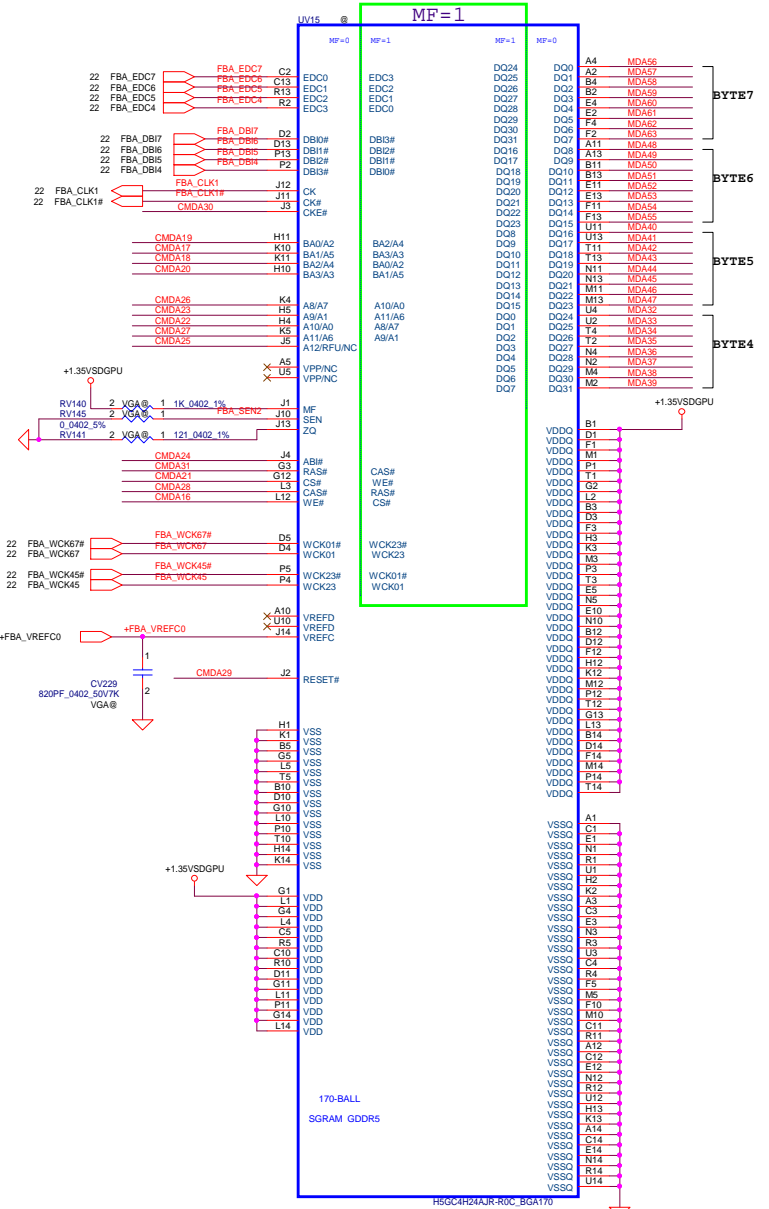 UV15 @ MF=1
MF=0 MF=1 MF=1 MF=0
22 FBA_EDC7 FBA_EDC7 C2 EDC0 EDC3
22 FBA_EDC6 FBA_EDC6 C13 EDC1 EDC2
22 FBA_EDC5 FBA_EDC5 R13 EDC2 EDC1
22 FBA_EDC4 FBA_EDC4 R2 EDC3 EDC0
22 FBA_DBI7 FBA_DBI7 D2 DBI0# DBI3#
22 FBA_DBI6 FBA_DBI6 D13 DBI1# DBI2#
22 FBA_DBI5 FBA_DBI5 P13 DBI2# DBI1#
22 FBA_DBI4 FBA_DBI4 P2 DBI3# DBI0#
22 FBA_CLK1 FBA_CLK1 J12 CK
22 FBA_CLK1# FBA_CLK1# J11 CK#
CMDA30 J3 CKE#
CMDA19 H11 BA0/A2 BA2/A4
CMDA17 K10 BA1/A5 BA3/A3
CMDA18 K11 BA2/A4 BA0/A2
CMDA20 H10 BA3/A3 BA1/A5
CMDA26 K4 A8/A7 A10/A0
CMDA23 H5 A9/A1 A11/A6
CMDA22 H4 A10/A0 A8/A7
CMDA27 K5 A11/A6 A9/A1
CMDA25 J5 A12/RFU/NC
A5 VPP/NC
U5 VPP/NC
+1.35VSDGPU
RV140 2 VGA@ 1 1K_0402_1% J1 MF
RV145 2 VGA@ 1 FBA_SEN2 J10 SEN
0_0402_5%
RV141 2 VGA@ 1 121_0402_1% J13 ZQ
CMDA24 J4 ABI#
CMDA31 G3 RAS# CAS#
CMDA21 G12 CS# WE#
CMDA28 L3 CAS# RAS#
CMDA16 L12 WE# CS#
22 FBA_WCK67# FBA_WCK67# D5 WCK01# WCK23#
22 FBA_WCK67 FBA_WCK67 D4 WCK01 WCK23
22 FBA_WCK45# FBA_WCK45# P5 WCK23# WCK01#
22 FBA_WCK45 FBA_WCK45 P4 WCK23 WCK01
A10 VREFD
U10 VREFD
+FBA_VREFC0 +FBA_VREFC0 J14 VREFC
1
CV229
820PF_0402_50V7K
2
VGA@
CMDA29 J2 RESET#
H1 VSS
K1 VSS
B5 VSS
G5 VSS
L5 VSS
T5 VSS
B10 VSS
D10 VSS
G10 VSS
L10 VSS
P10 VSS
T10 VSS
H14 VSS
K14 VSS
+1.35VSDGPU
G1 VDD
L1 VDD
G4 VDD
L4 VDD
C5 VDD
R5 VDD
C10 VDD
R10 VDD
D11 VDD
G11 VDD
L11 VDD
P11 VDD
G14 VDD
L14 VDD
DQ24 DQ0 A4 MDA56
DQ25 DQ1 A2 MDA57
DQ26 DQ2 B4 MDA58
DQ27 DQ3 B2 MDA59
DQ28 DQ4 E4 MDA60
DQ29 DQ5 E2 MDA61
DQ30 DQ6 F4 MDA62
DQ31 DQ7 F2 MDA63
BYTE7
DQ16 DQ8 A11 MDA48
DQ17 DQ9 A13 MDA49
DQ18 DQ10 B11 MDA50
DQ19 DQ11 B13 MDA51
DQ20 DQ12 E11 MDA52
DQ21 DQ13 E13 MDA53
DQ22 DQ14 F11 MDA54
DQ23 DQ15 F13 MDA55
BYTE6
DQ8 DQ16 U11 MDA40
DQ9 DQ17 U13 MDA41
DQ10 DQ18 T11 MDA42
DQ11 DQ19 T13 MDA43
DQ12 DQ20 N11 MDA44
DQ13 DQ21 N13 MDA45
DQ14 DQ22 M11 MDA46
DQ15 DQ23 M13 MDA47
BYTE5
DQ0 DQ24 U4 MDA32
DQ1 DQ25 U2 MDA33
DQ2 DQ26 T4 MDA34
DQ3 DQ27 T2 MDA35
DQ4 DQ28 N4 MDA36
DQ5 DQ29 N2 MDA37
DQ6 DQ30 M4 MDA38
DQ7 DQ31 M2 MDA39
BYTE4
+1.35VSDGPU
VDDQ B1
VDDQ D1
VDDQ F1
VDDQ M1
VDDQ P1
VDDQ T1
VDDQ G2
VDDQ L2
VDDQ B3
VDDQ D3
VDDQ F3
VDDQ H3
VDDQ K3
VDDQ M3
VDDQ P3
VDDQ T3
VDDQ E5
VDDQ N5
VDDQ E10
VDDQ N10
VDDQ B12
VDDQ D12
VDDQ F12
VDDQ H12
VDDQ K12
VDDQ M12
VDDQ P12
VDDQ T12
VDDQ G13
VDDQ L13
VDDQ B14
VDDQ D14
VDDQ F14
VDDQ M14
VDDQ P14
VDDQ T14
VSSQ A1
VSSQ C1
VSSQ E1
VSSQ N1
VSSQ R1
VSSQ U1
VSSQ H2
VSSQ K2
VSSQ A3
VSSQ C3
VSSQ E3
VSSQ N3
VSSQ R3
VSSQ U3
VSSQ C4
VSSQ R4
VSSQ F5
VSSQ M5
VSSQ F10
VSSQ M10
VSSQ C11
VSSQ R11
VSSQ A12
VSSQ C12
VSSQ E12
VSSQ N12
VSSQ R12
VSSQ U12
VSSQ H13
VSSQ K13
VSSQ A14
VSSQ C14
VSSQ E14
VSSQ N14
VSSQ R14
VSSQ U14
170-BALL
SGRAM GDDR5
H5GC4H24AJR-R0C_BGA170